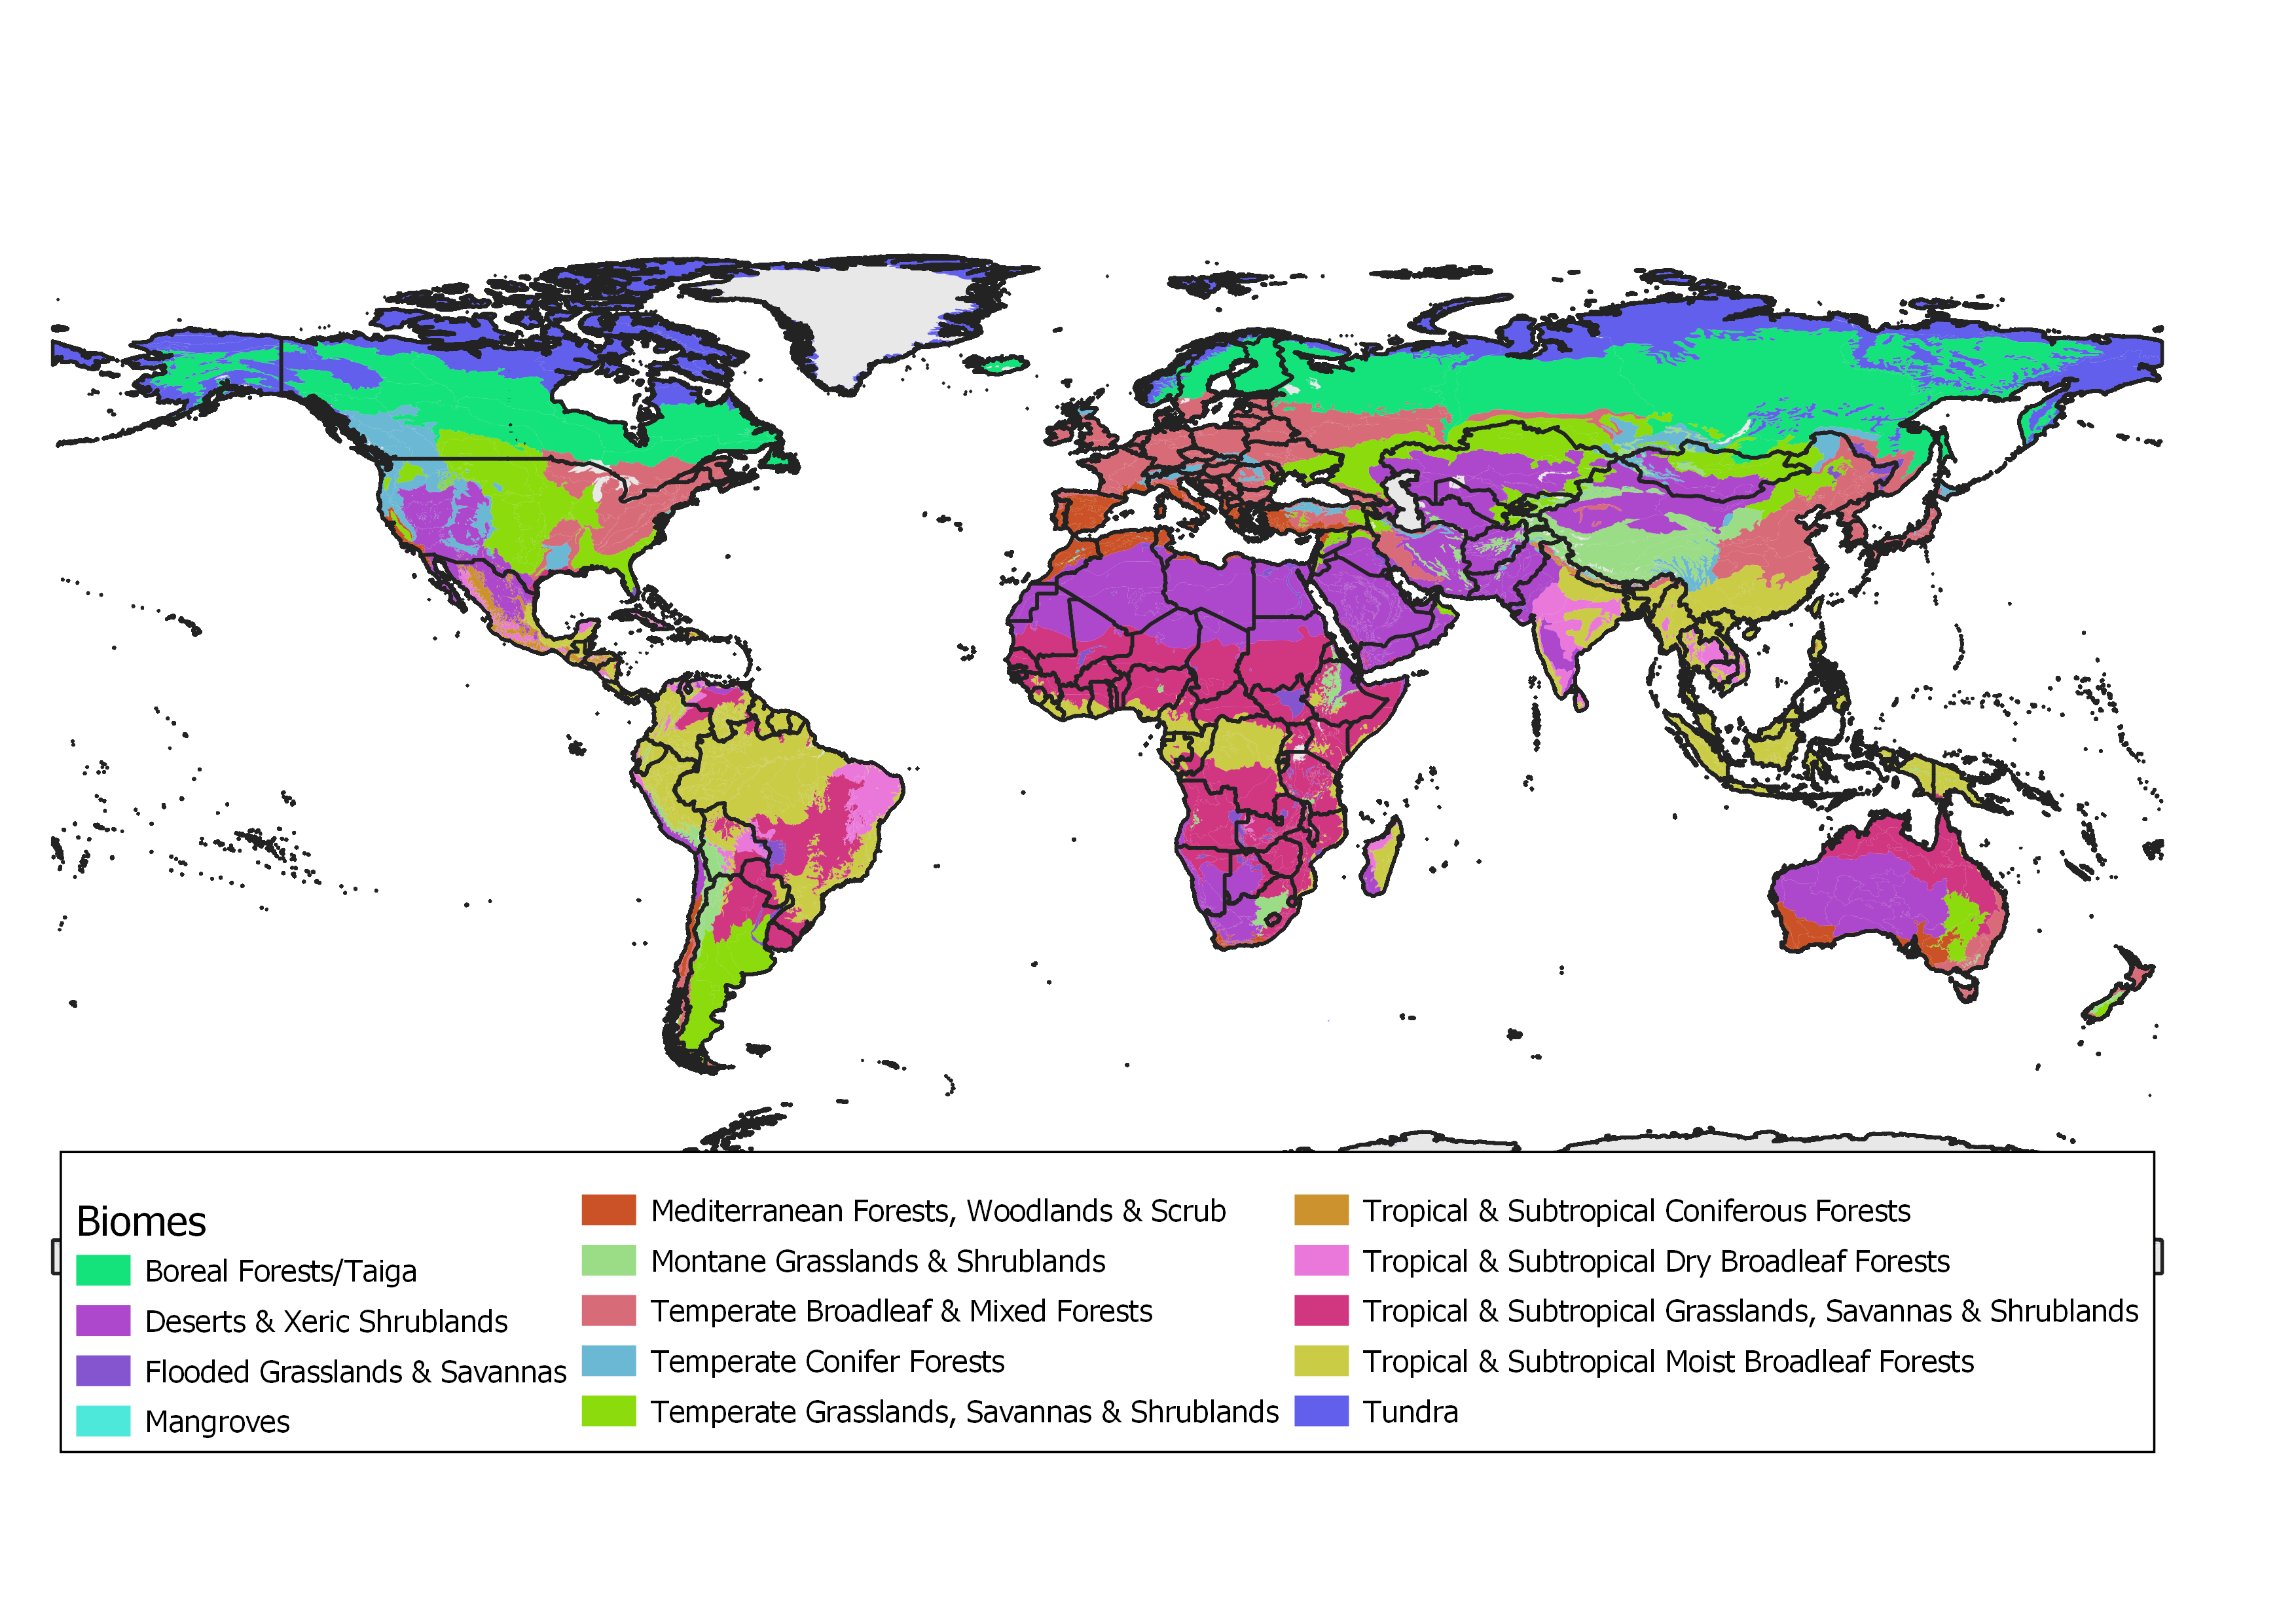 Biomes
Boreal Forests/Taiga
Deserts & Xeric Shrublands
Flooded Grasslands & Savannas
Mangroves
Mediterranean Forests, Woodlands & Scrub
Montane Grasslands & Shrublands
Temperate Broadleaf & Mixed Forests
Temperate Conifer Forests
Temperate Grasslands, Savannas & Shrublands
Tropical & Subtropical Coniferous Forests
Tropical & Subtropical Dry Broadleaf Forests
Tropical & Subtropical Grasslands, Savannas & Shrublands
Tropical & Subtropical Moist Broadleaf Forests
Tundra